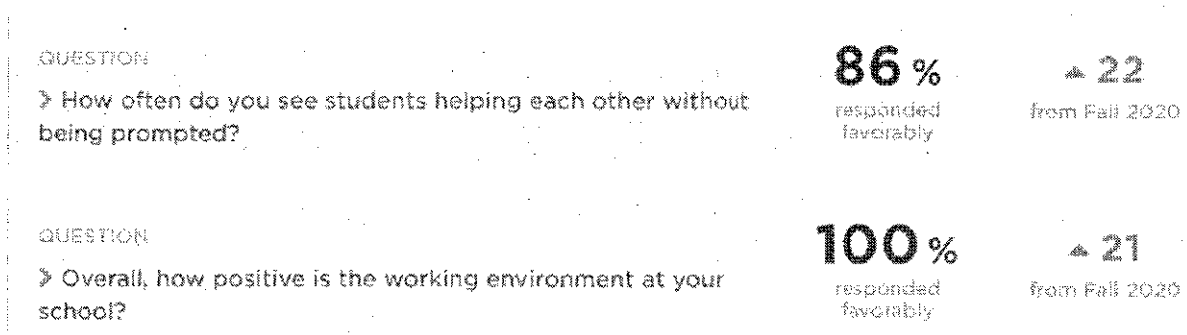 QUESTION
> How often do you see students helping each other without
being prompted?
86 %
responded
favorably
▲ 22
from Fall 2020
QUESTION
> Overall, how positive is the working environment at your
school?
100 %
responded
favorably
▲ 21
from Fall 2020